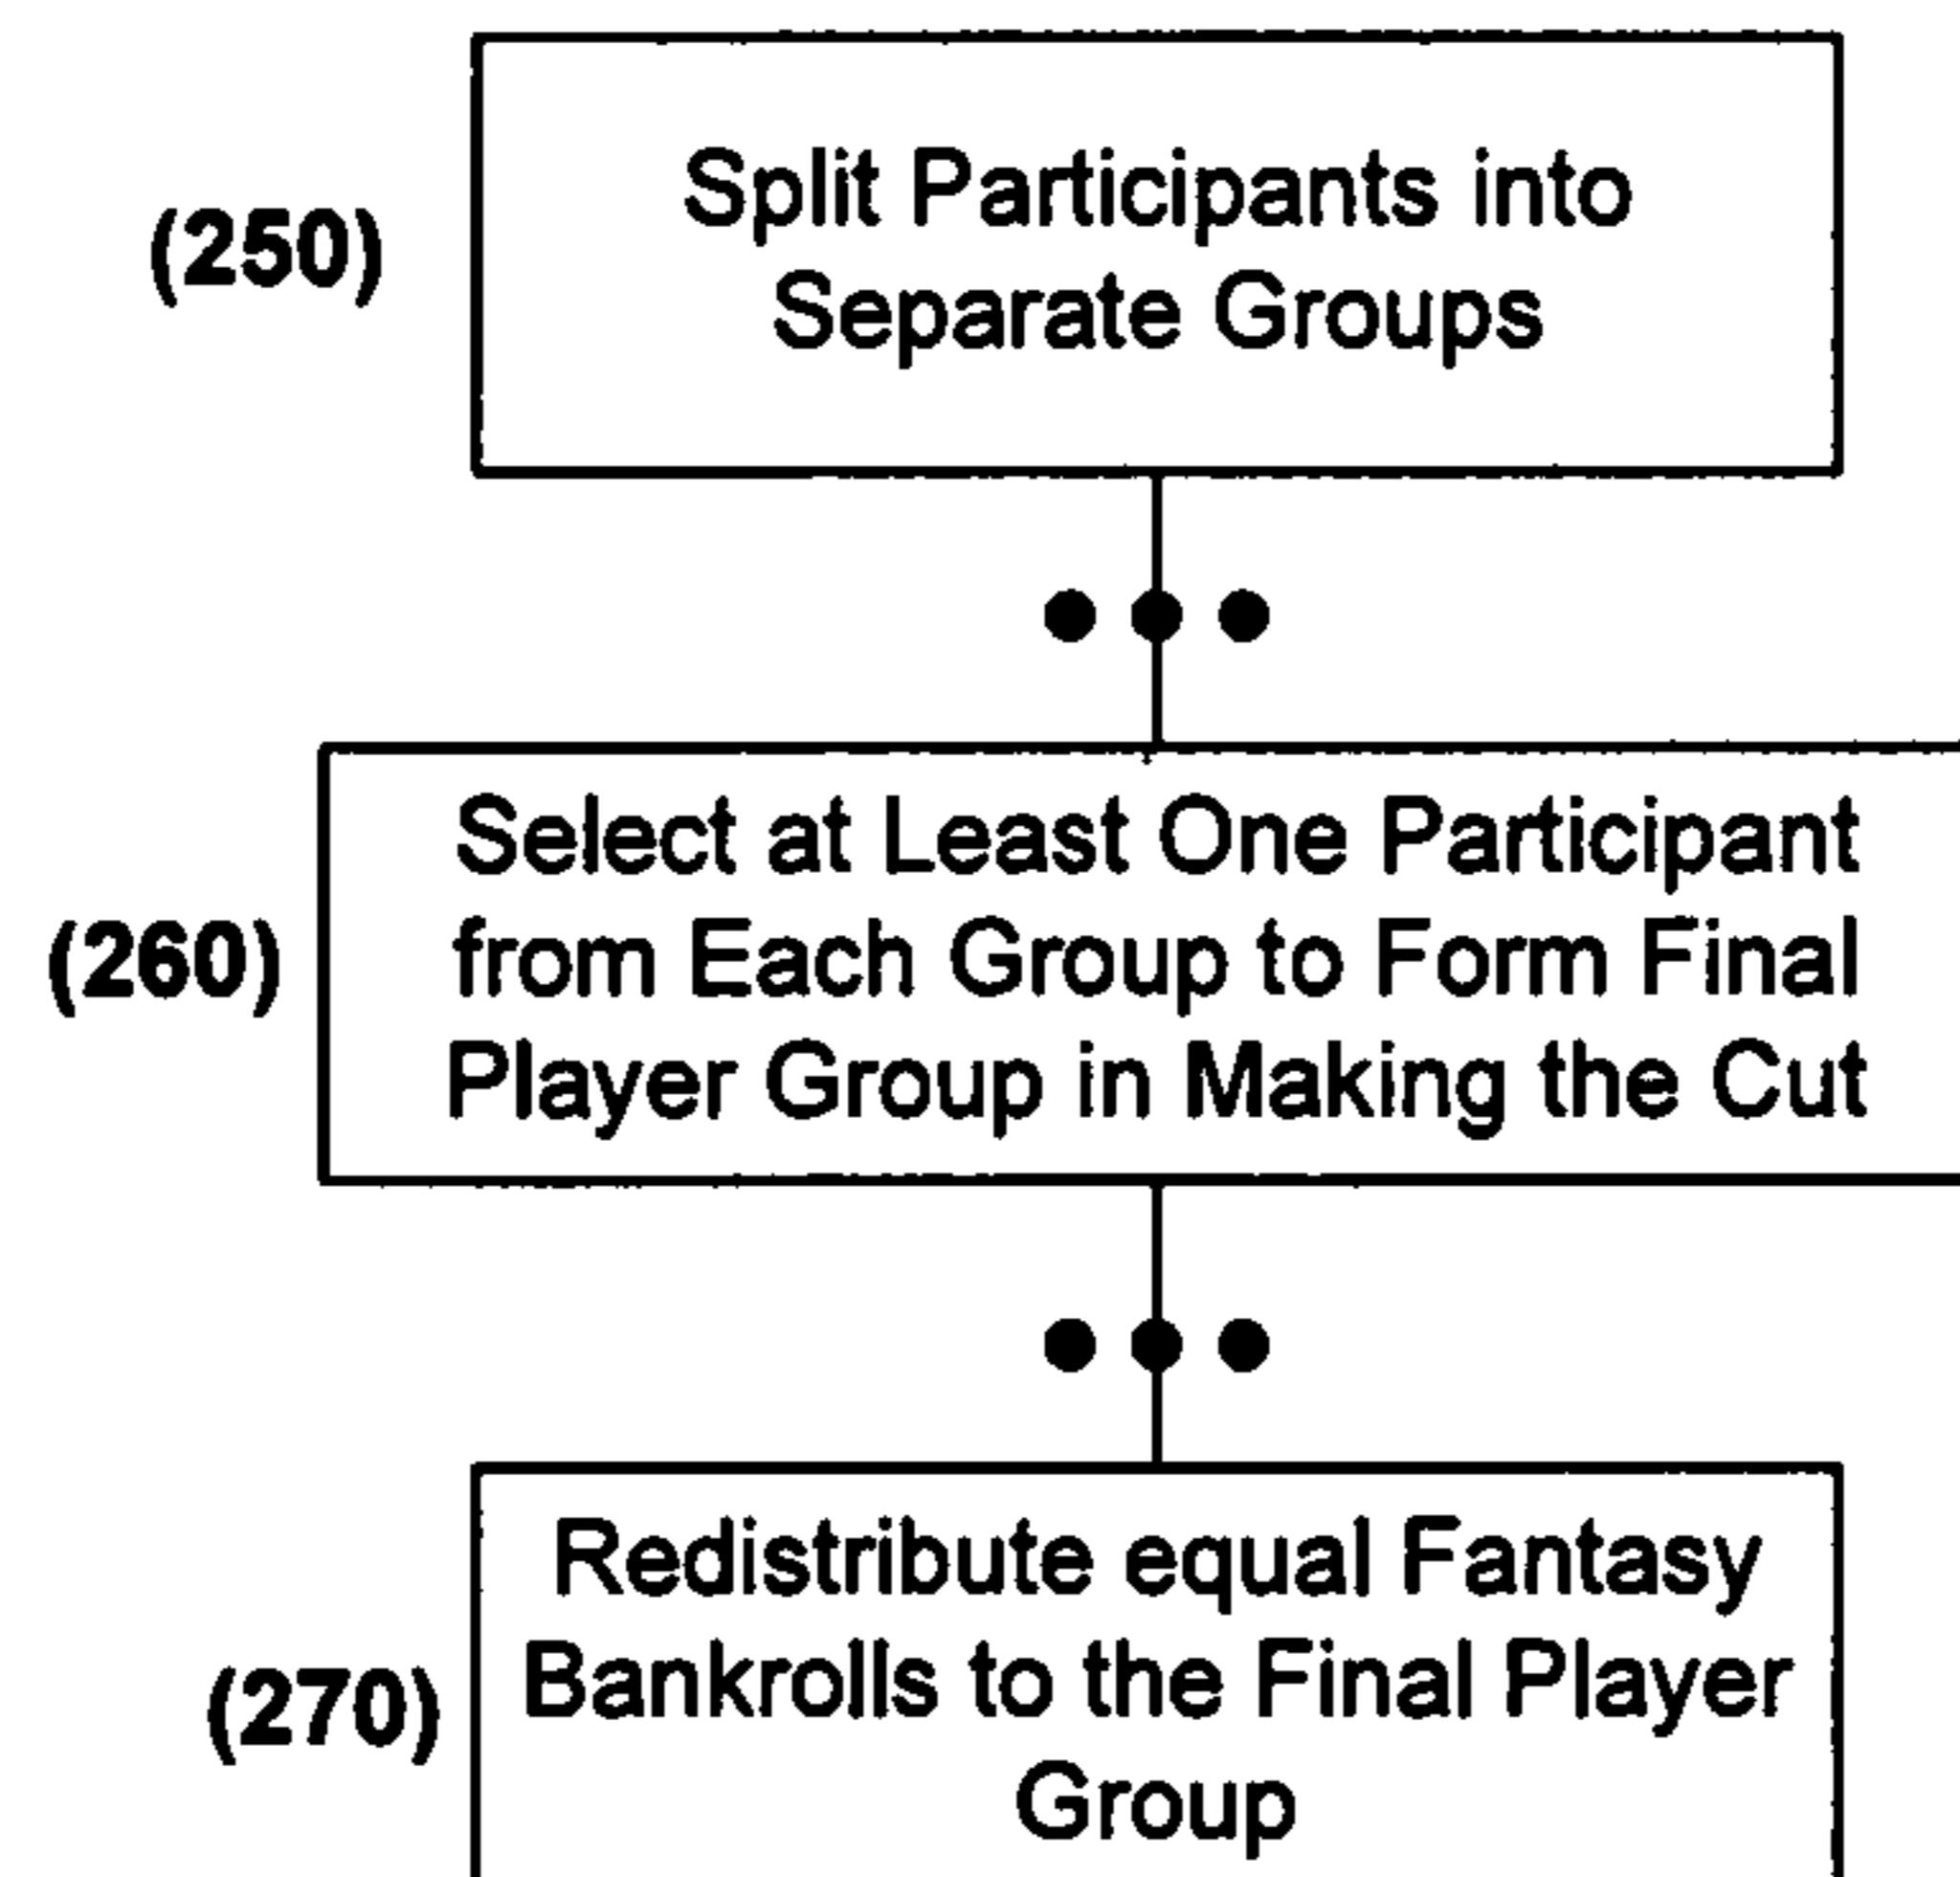 (250)
Split Participants into
Separate Groups
(260)
Select at Least One Participant
from Each Group to Form Final
Player Group in Making the Cut
(270)
Redistribute equal Fantasy
Bankrolls to the Final Player
Group